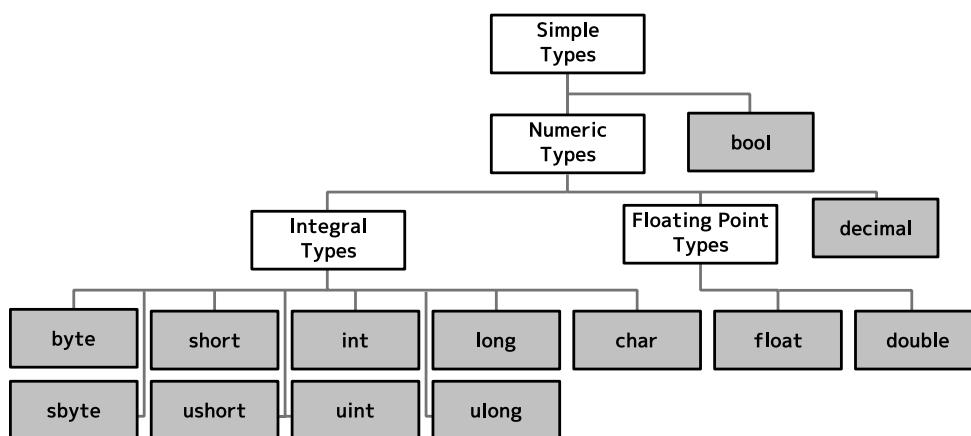 Simple
Types
Numeric
Types
bool
Integral
Types
Floating Point
Types
decimal
byte
short
int
long
char
float
double
sbyte
ushort
uint
ulong